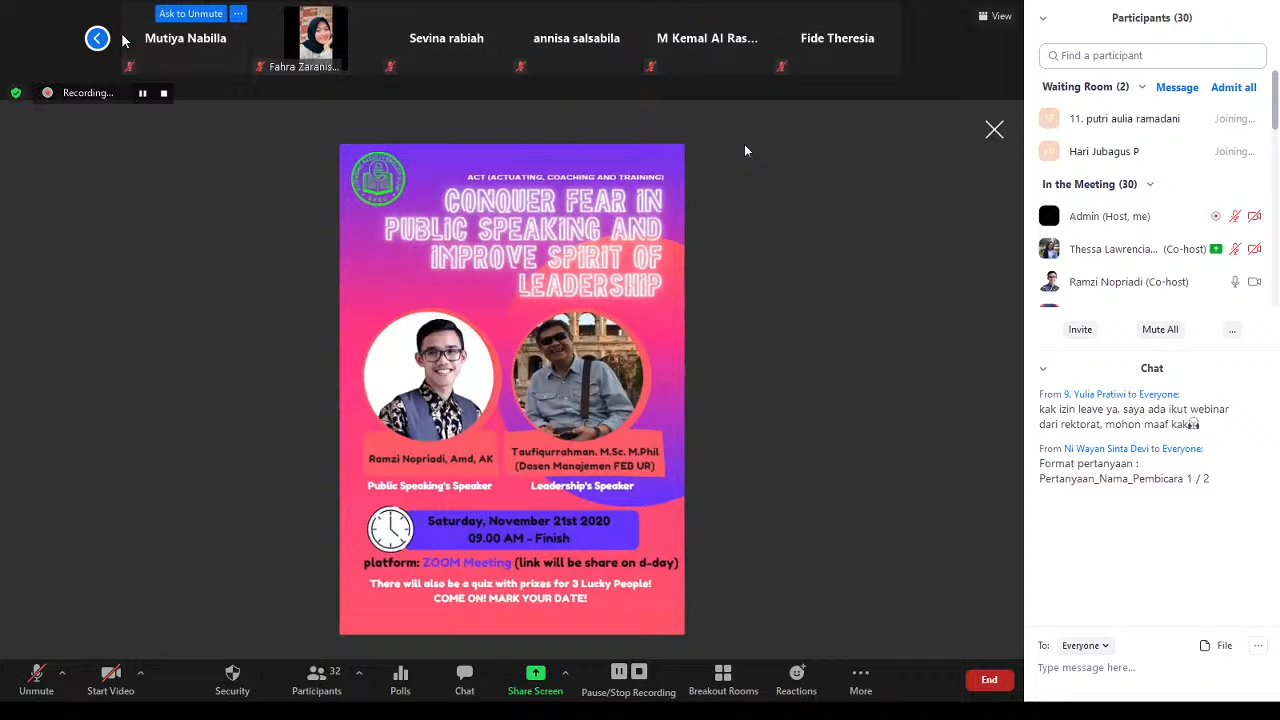 Ask to Unmute
...
Mutiya Nabilla
Fahra Zaranis...
Sevina rabiah
annisa salsabila
M Kemal Al Ras...
Fide Theresia
View
Recording...
ACT (ACTUATING, COACHING AND TRAINING)
CONQUER FEAR IN
PUBLIC SPEAKING AND
IMPROVE SPIRIT OF
LEADERSHIP
Ramzi Nopriadi, Amd, AK
Public Speaking's Speaker
Taufiqurrahman. M.Sc. M.Phil
(Dosen Manajemen FEB UR)
Leadership's Speaker
Saturday, November 21st 2020
09.00 AM - Finish
platform: ZOOM Meeting (link will be share on d-day)
There will also be a quiz with prizes for 3 Lucky People!
COME ON! MARK YOUR DATE!
Unmute
Start Video
Security
32
Participants
Polls
Chat
Share Screen
Pause/Stop Recording
Breakout Rooms
Reactions
More
End
Participants (30)
Find a participant
Waiting Room (2)
Message
Admit all
11. putri aulia ramadani
Joining...
HJ Hari Jubagus P
Joining...
In the Meeting (30)
Admin (Host, me)
Thessa Lawrencia... (Co-host)
Ramzi Nopriadi (Co-host)
Invite
Mute All
...
Chat
From 9. Yulia Pratiwi to Everyone:
kak izin leave ya, saya ada ikut webinar
dari rektorat, mohon maaf kak
From Ni Wayan Sinta Devi to Everyone:
Format pertanyaan :
Pertanyaan_Nama_Pembicara 1 / 2
To: Everyone
File
...
Type message here...